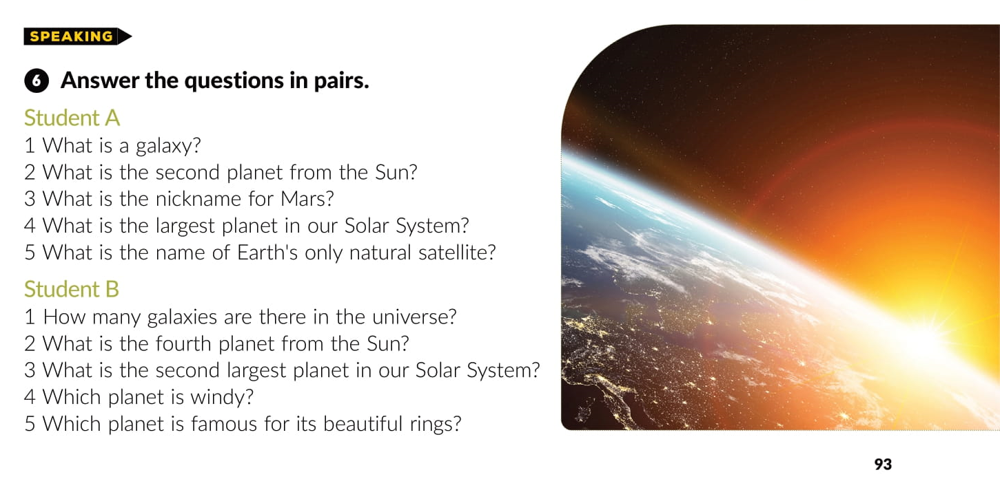 SPEAKING
6 Answer the questions in pairs.
Student A
1 What is a galaxy?
2 What is the second planet from the Sun?
3 What is the nickname for Mars?
4 What is the largest planet in our Solar System?
5 What is the name of Earth's only natural satellite?
Student B
1 How many galaxies are there in the universe?
2 What is the fourth planet from the Sun?
3 What is the second largest planet in our Solar System?
4 Which planet is windy?
5 Which planet is famous for its beautiful rings?
93